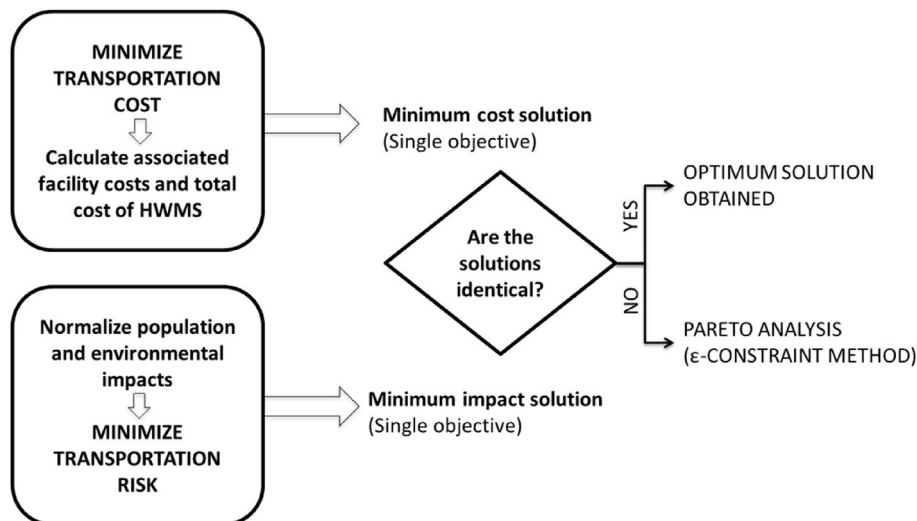 MINIMIZE
TRANSPORTATION
COST
Calculate associated
facility costs and total
cost of HWMS
Minimum cost solution
(Single objective)
Normalize population
and environmental
impacts
MINIMIZE
TRANSPORTATION
RISK
Minimum impact solution
(Single objective)
Are the
solutions
identical?
YES
OPTIMUM SOLUTION
OBTAINED
NO
PARETO ANALYSIS
(ε-CONSTRAINT METHOD)